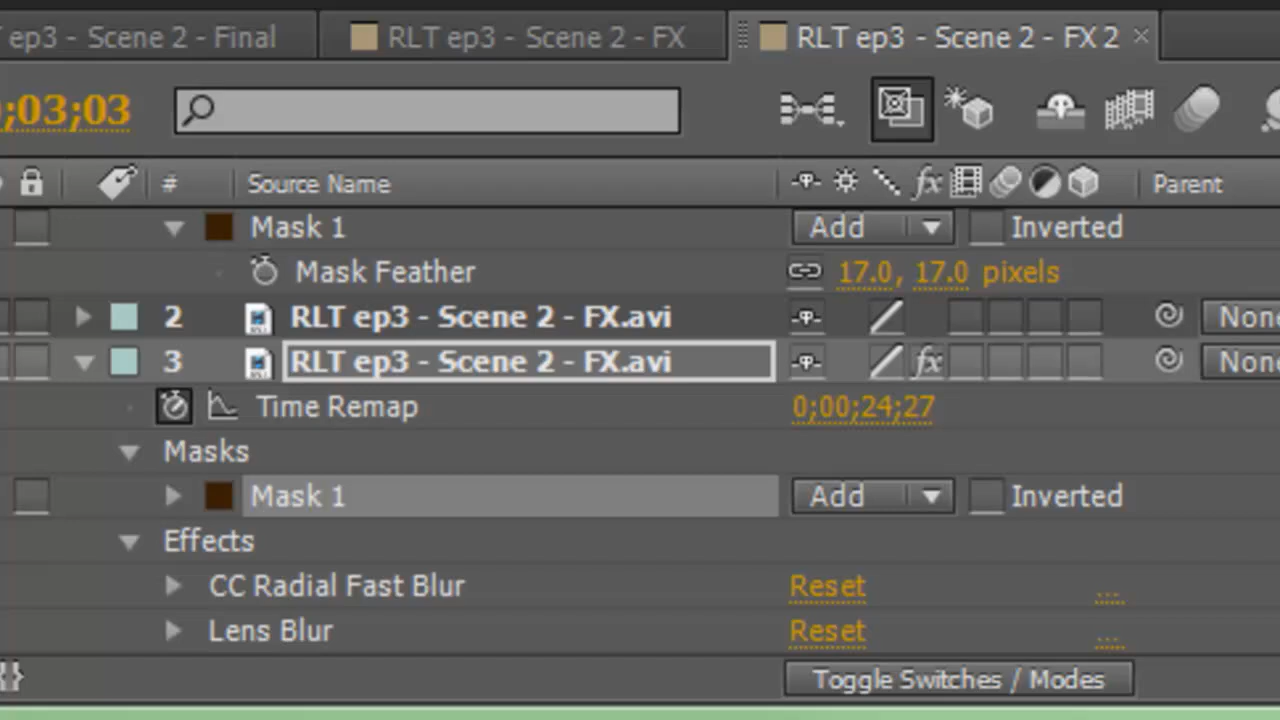 ep3 - Scene 2 - Final RLT ep3 - Scene 2 - FX RLT ep3 - Scene 2 - FX 2 ×
;03;03
# Source Name fx Parent
Mask 1 Add Inverted
Mask Feather 17.0, 17.0 pixels
2 RLT ep3 - Scene 2 - FX.avi None
3 RLT ep3 - Scene 2 - FX.avi fx None
Time Remap 0;00;24;27
Masks
Mask 1 Add Inverted
Effects
CC Radial Fast Blur Reset ...
Lens Blur Reset ...
Toggle Switches / Modes